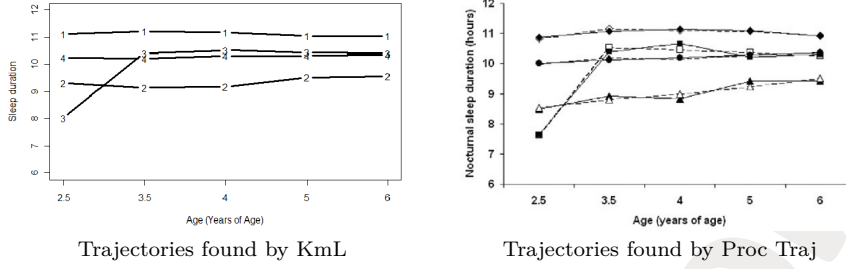 12
11
10
9
8
7
6
Sleep duration
1 1 1 1 1
4 4 4 4 4
3 3 3 3 3
2 2 2 2 2
2.5 3.5 4 5 6
Age (Years of Age)
Trajectories found by KmL
12
11
10
9
8
7
6
Nocturnal sleep duration (hours)
2.5 3.5 4 5 6
Age (years of age)
Trajectories found by Proc Traj